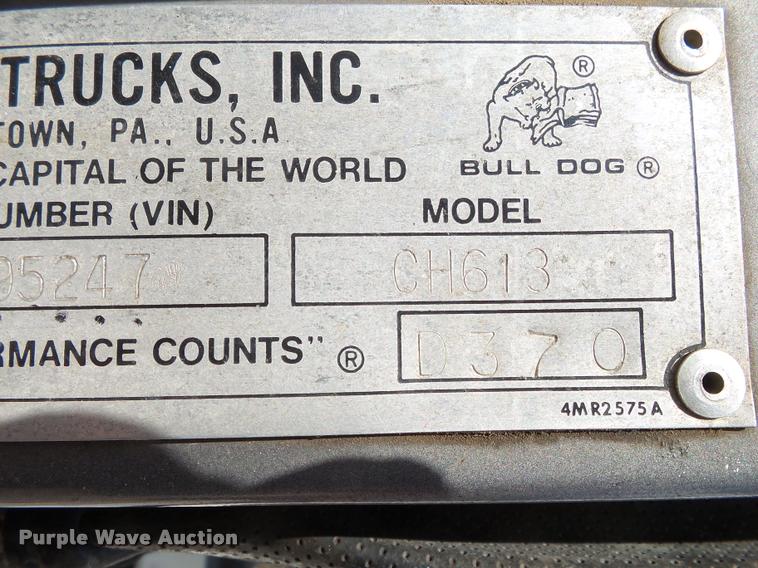 TRUCKS, INC. ®
TOWN, PA., U.S.A
CAPITAL OF THE WORLD
BULL DOG ®
UMBER (VIN)
MODEL
95247
CH613
RMANCE COUNTS" ®
D370
4MR2575A
Purple Wave Auction